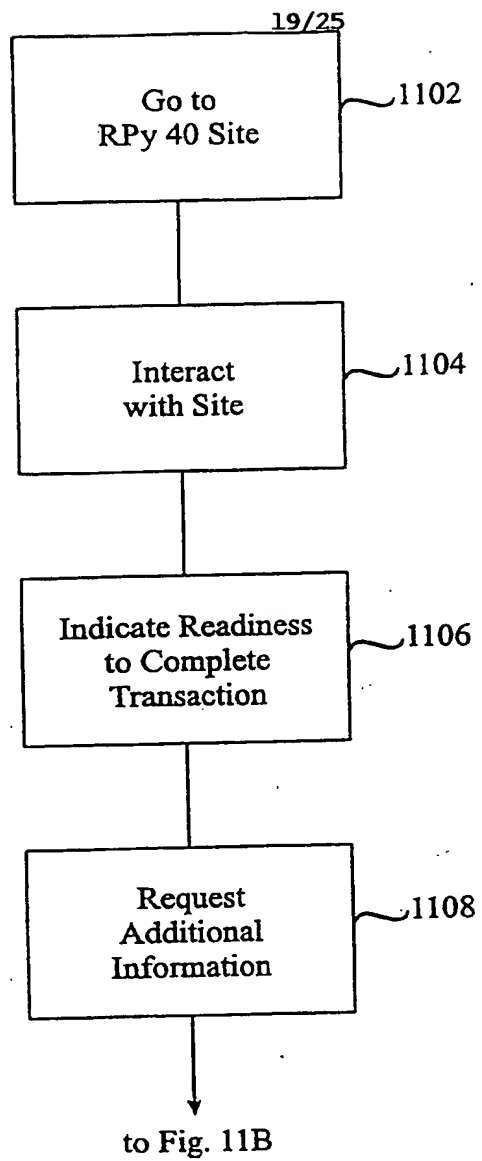 19/25
Go to
RPy 40 Site
1102
Interact
with Site
1104
Indicate Readiness
to Complete
Transaction
1106
Request
Additional
Information
1108
to Fig. 11B